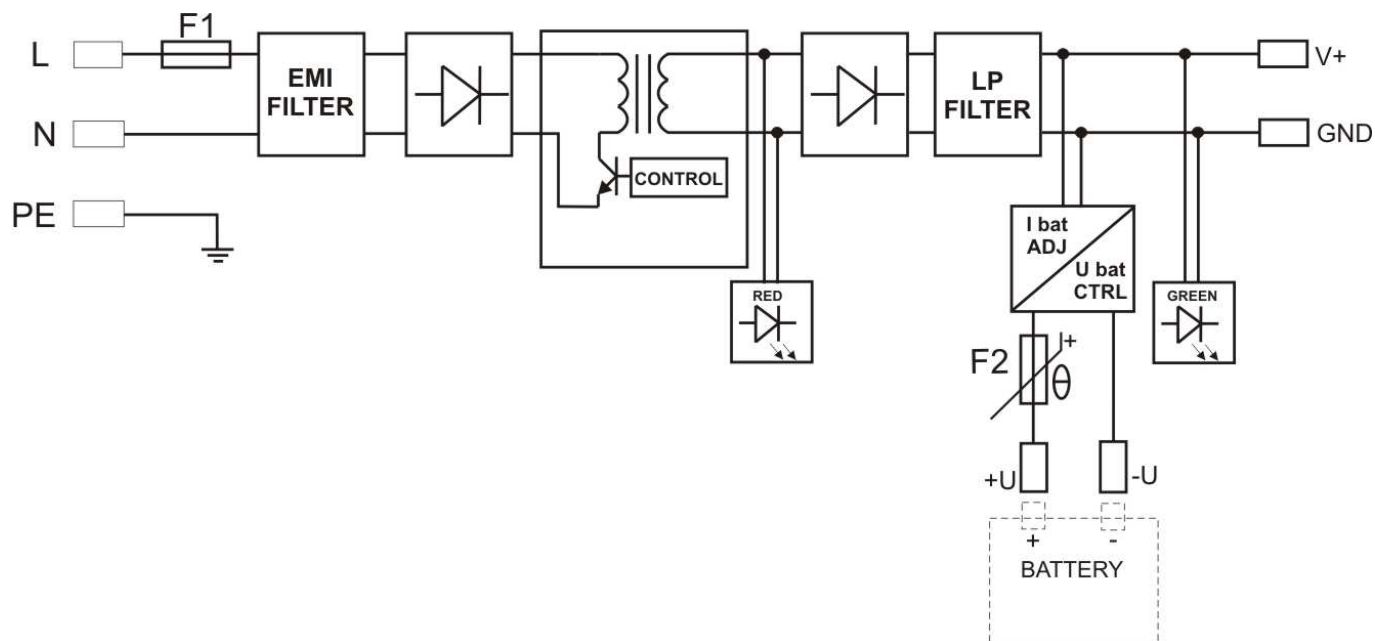 L
F1
EMI
FILTER
LP
FILTER
V+
N
GND
CONTROL
PE
I bat
ADJ
U bat
CTRL
RED
GREEN
F2
I+
θ
+U
-U
+
-
BATTERY